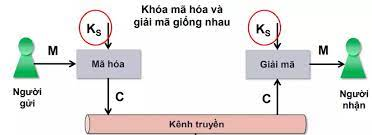 Khóa mã hóa và
giải mã giống nhau
KS
KS
M
Mã hóa
Giải mã
M
Người
gửi
C
C
Người
nhận
Kênh truyền